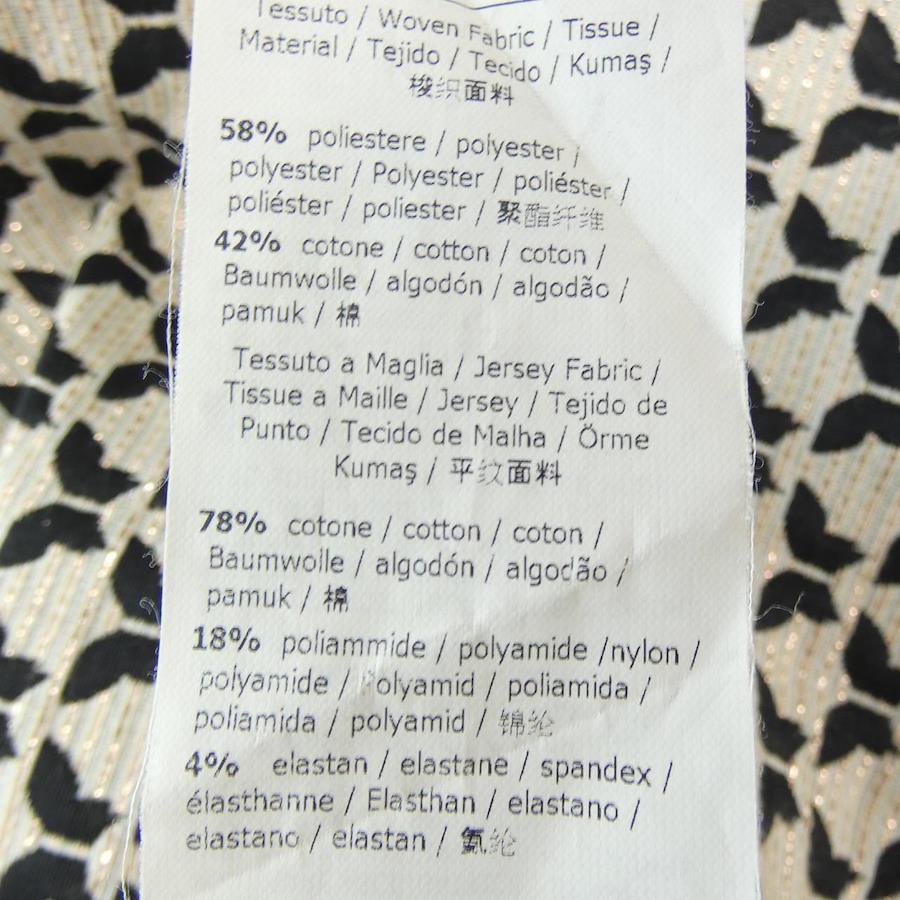 Tessuto / Woven Fabric / Tissue /
Material / Tejido / Tecido / Kumaş /
梭织面料
58% poliestere / polyester /
polyester / Polyester / poliéster /
poliéster / poliester / 聚酯纤维
42% cotone / cotton / coton /
Baumwolle / algodón / algodão /
pamuk / 棉
Tessuto a Maglia / Jersey Fabric /
Tissue a Maille / Jersey / Tejido de
Punto / Tecido de Malha / Örme
Kumaş / 平纹面料
78% cotone / cotton / coton /
Baumwolle / algodón / algodão /
pamuk / 棉
18% poliammide / polyamide /nylon /
polyamide / Polyamid / poliamida /
poliamida / polyamid / 锦纶
4% elastan / elastane / spandex /
élasthanne / Elasthan / elastano /
elastano / elastan / 氨纶